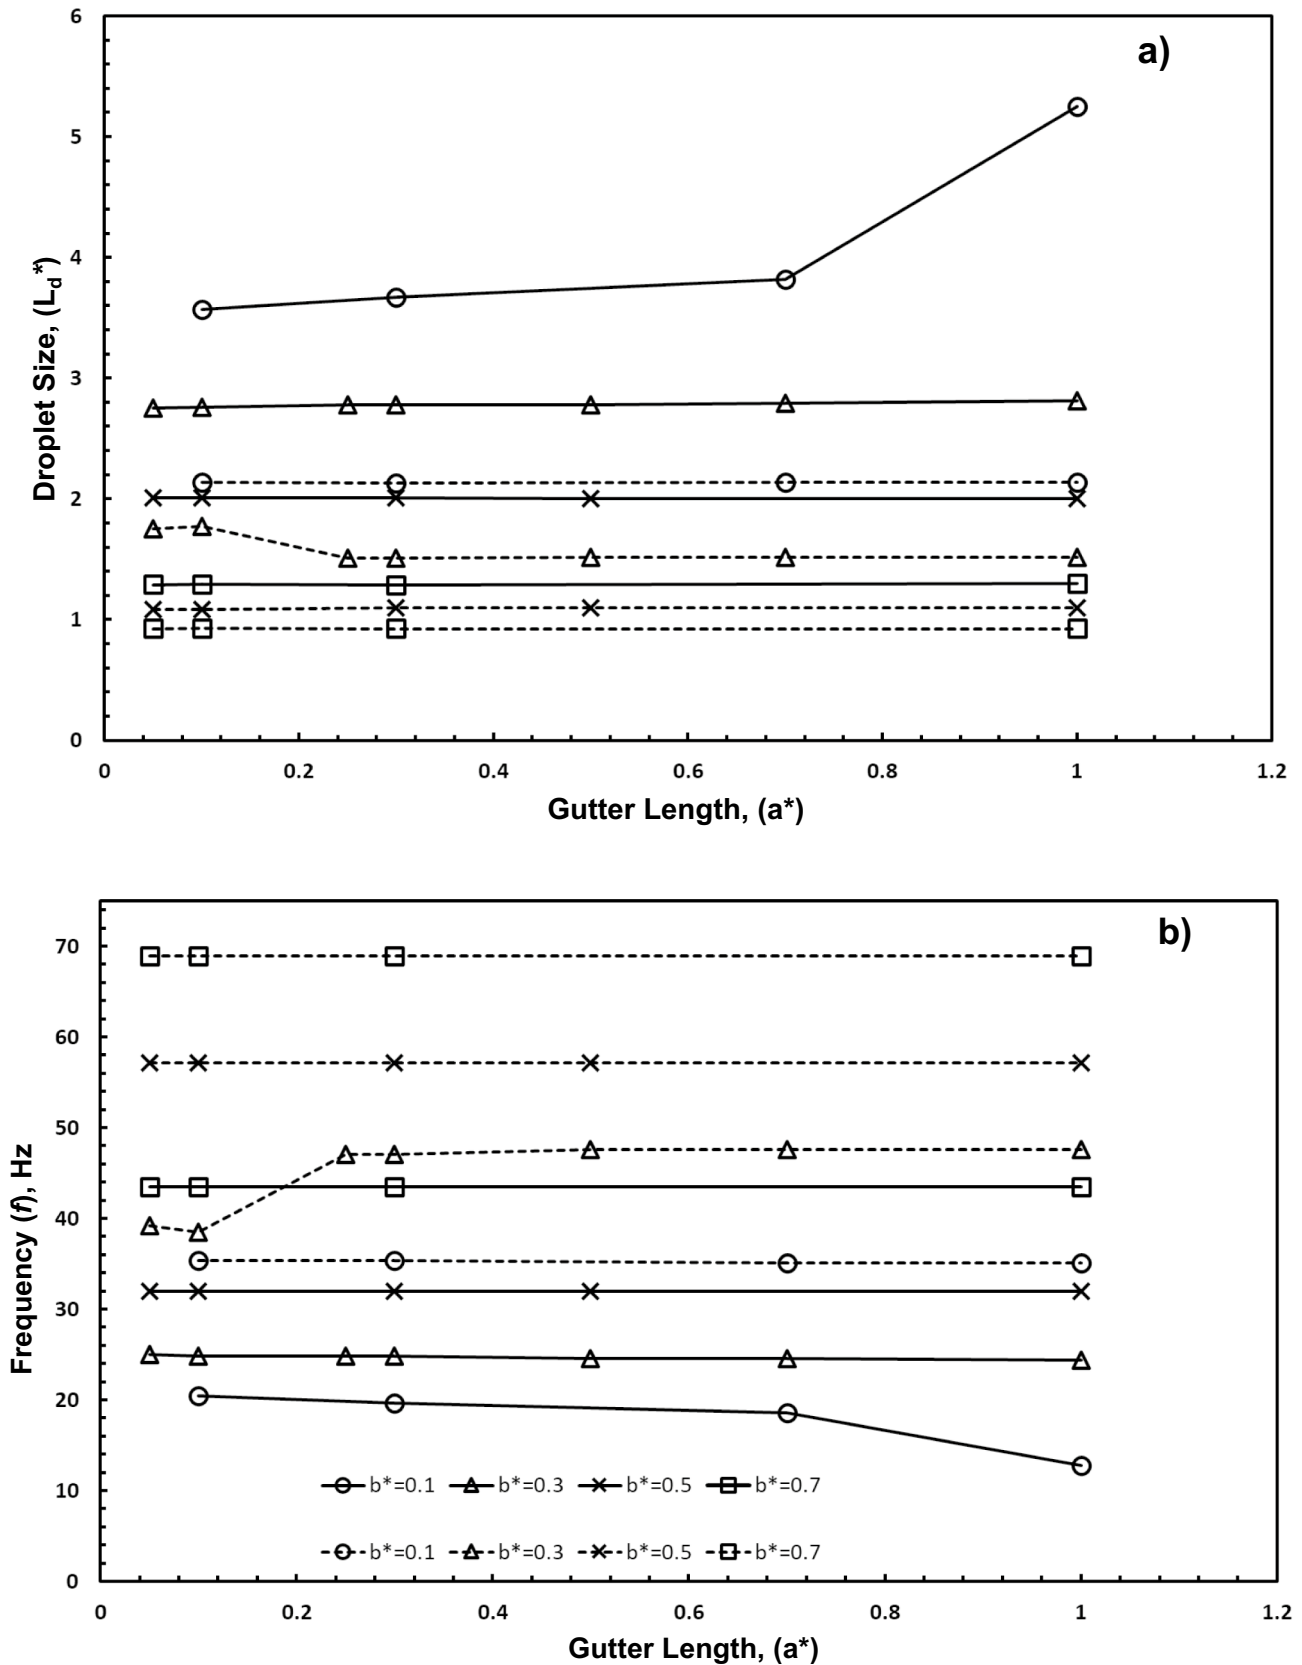 a)
6
5
4
3
2
1
0
Droplet Size, (Ld*)
0 0.2 0.4 0.6 0.8 1 1.2
Gutter Length, (a*)
b)
70
60
50
40
30
20
10
0
Frequency (f), Hz
b*=0.1 b*=0.3 b*=0.5 b*=0.7
b*=0.1 b*=0.3 b*=0.5 b*=0.7
0 0.2 0.4 0.6 0.8 1 1.2
Gutter Length, (a*)